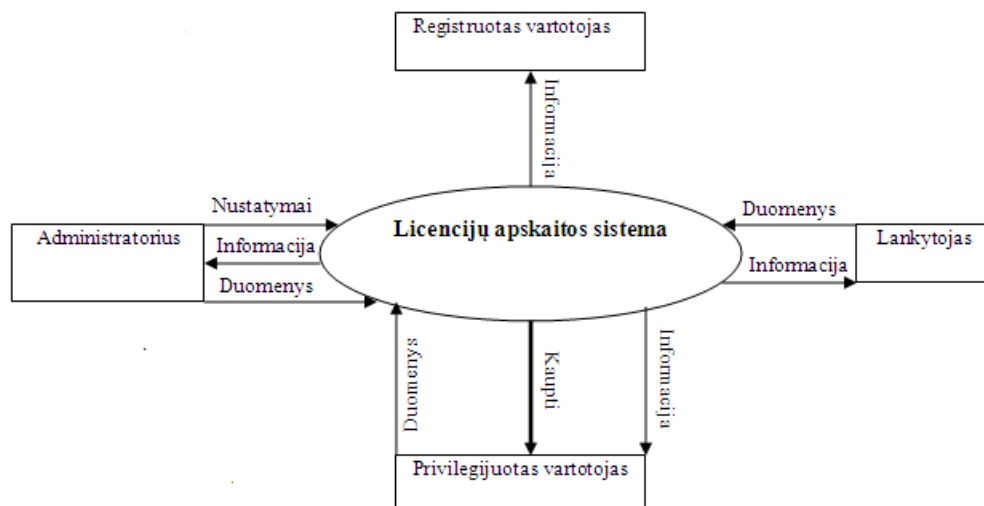 Registruotas vartotojas
Informacija
Nustatymai
Administratorius
Informacija
Duomenys
Licencijų apskaitos sistema
Duomenys
Lankytojas
Informacija
Duomenys
Kaupti
Informacija
Privilegijuotas vartotojas